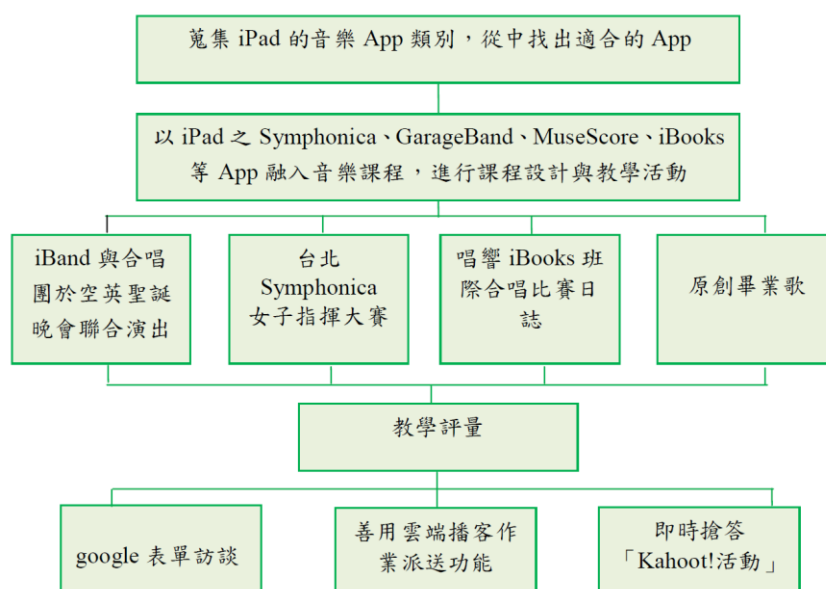 蒐集 iPad 的音樂 App 類別，從中找出適合的 App
以 iPad 之 Symphonica、GarageBand、MuseScore、iBooks
等 App 融入音樂課程，進行課程設計與教學活動
iBand 與合唱
團於空英聖誕
晚會聯合演出
台北
Symphonica
女子指揮大賽
唱響 iBooks 班
際合唱比賽日
誌
原創畢業歌
教學評量
google 表單訪談
善用雲端播客作
業派送功能
即時搶答
「Kahoot!活動」